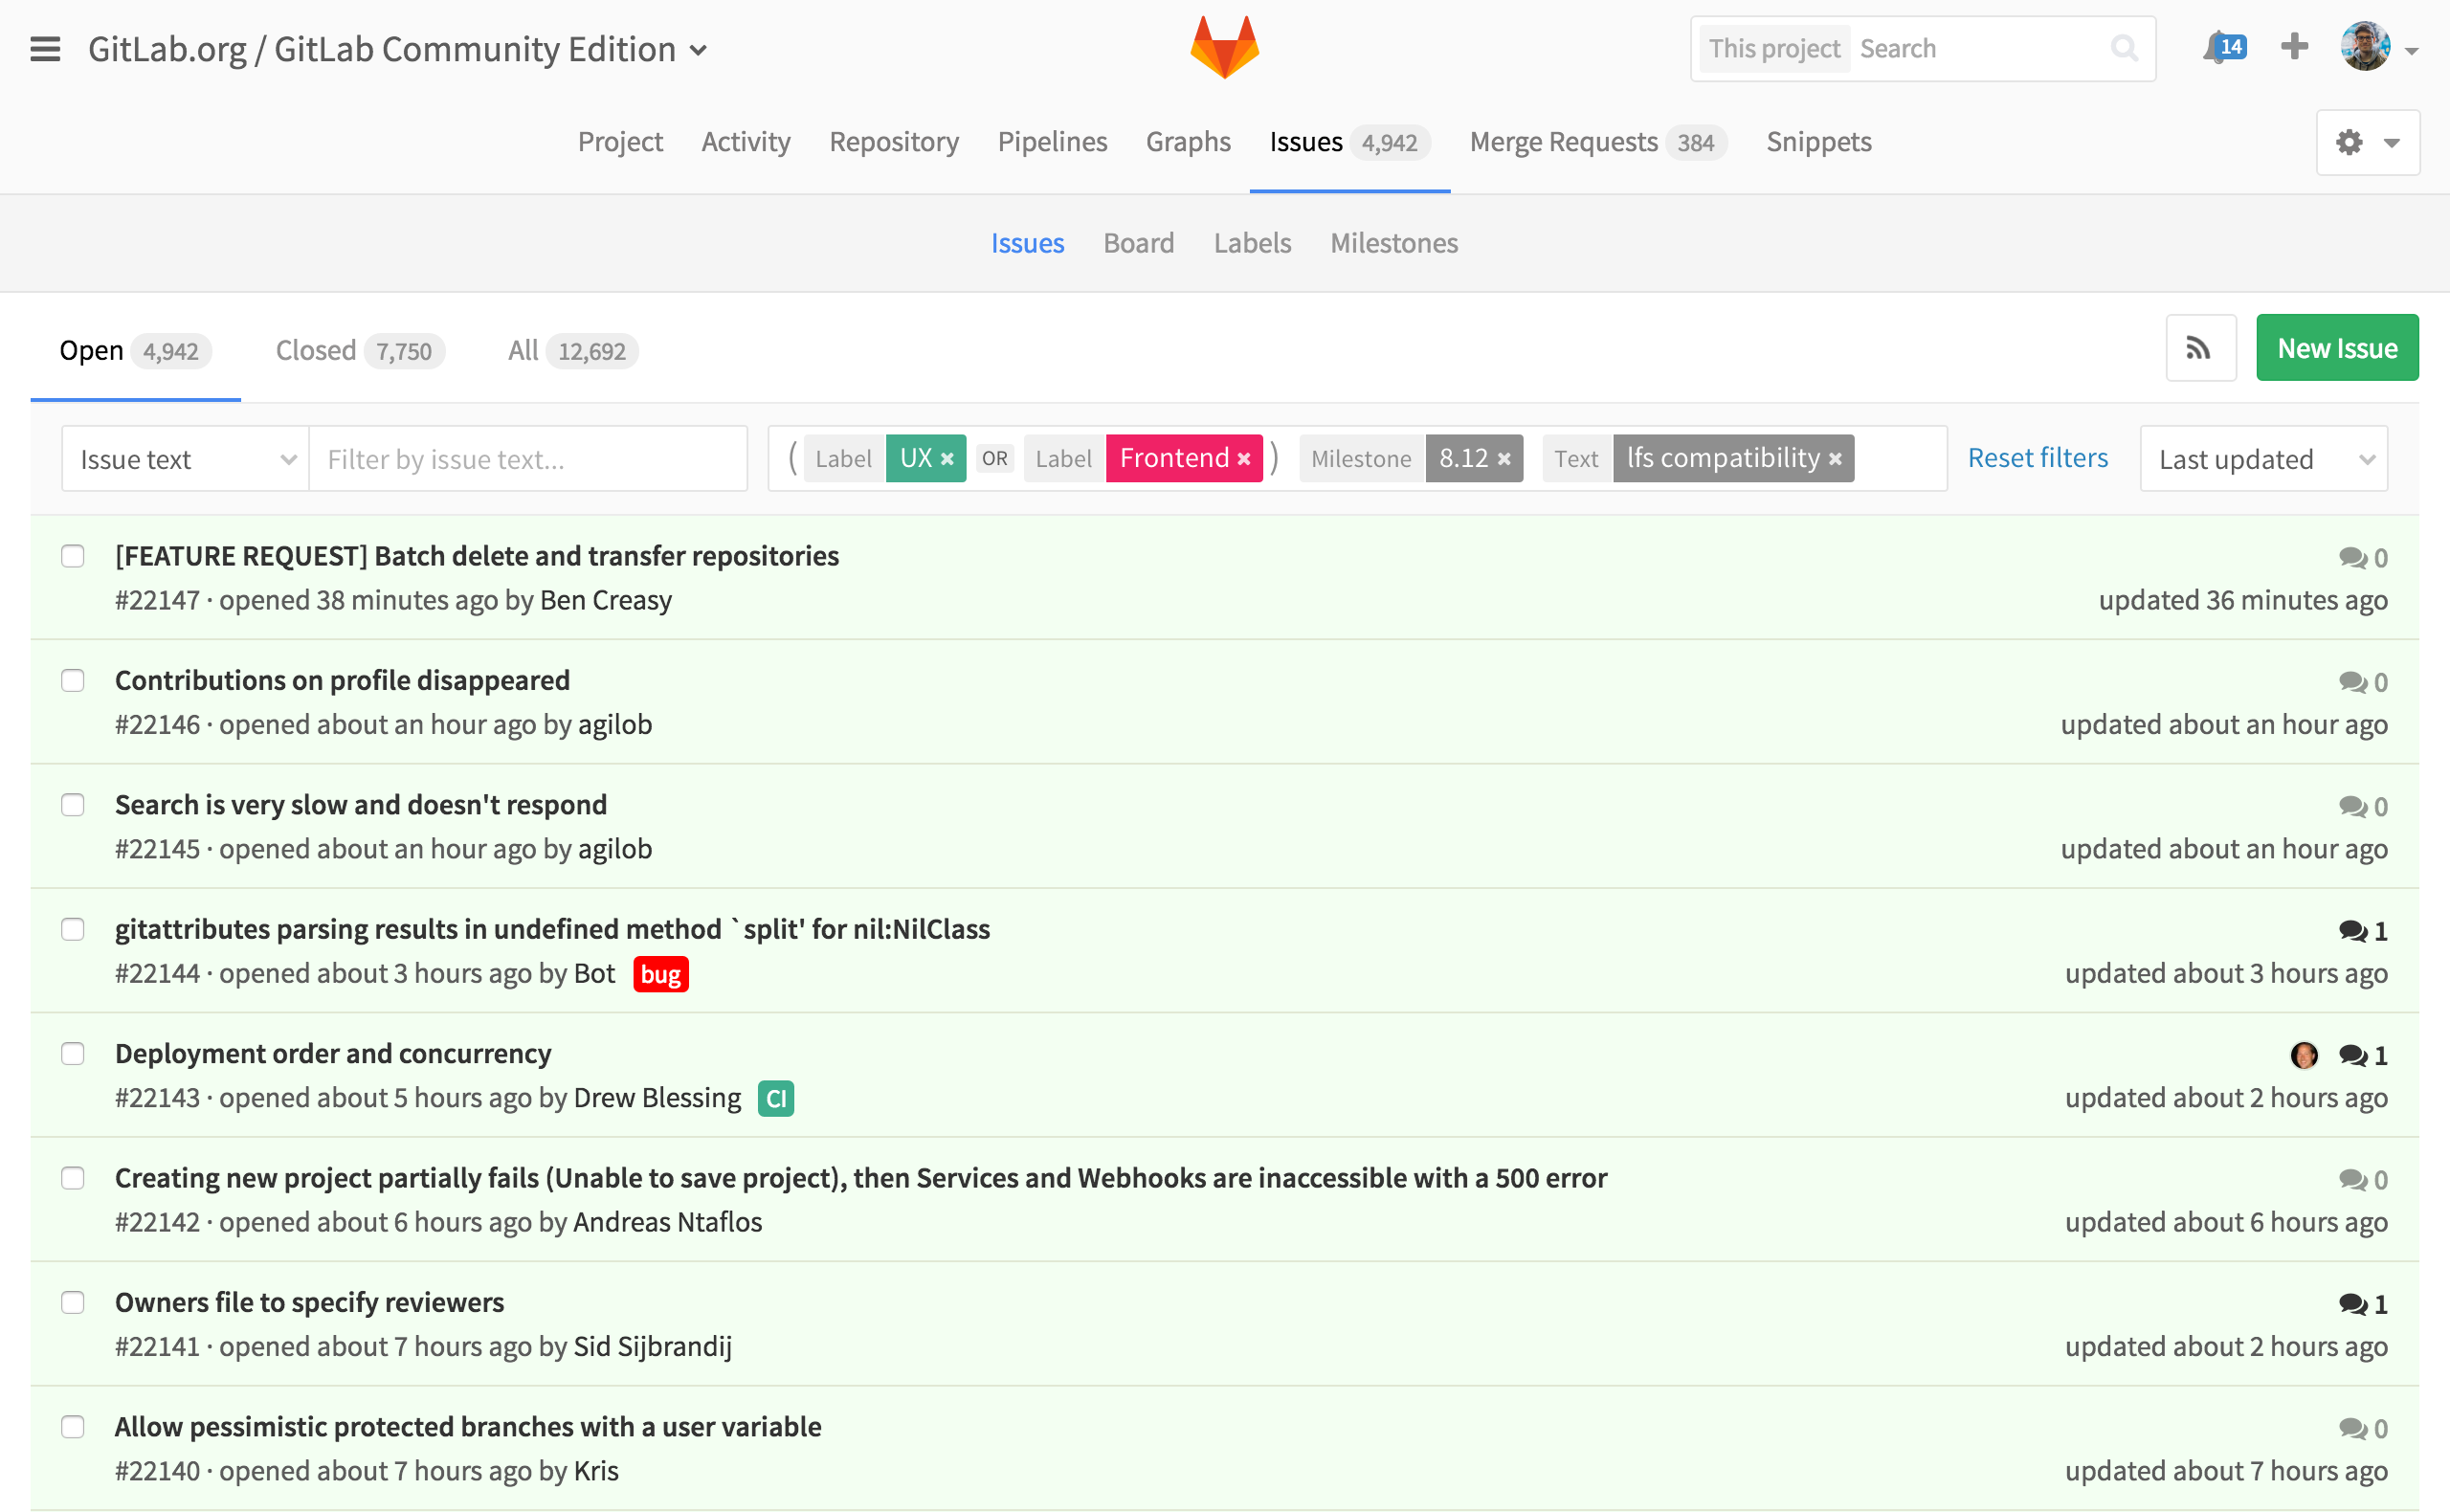 GitLab.org / GitLab Community Edition
This project Search
14
Project Activity Repository Pipelines Graphs Issues 4,942 Merge Requests 384 Snippets
Issues Board Labels Milestones
Open 4,942 Closed 7,750 All 12,692
New Issue
Issue text Filter by issue text... ( Label UX × OR Label Frontend × ) Milestone 8.12 × Text lfs compatibility × Reset filters Last updated
[FEATURE REQUEST] Batch delete and transfer repositories 0
#22147 · opened 38 minutes ago by Ben Creasy updated 36 minutes ago
Contributions on profile disappeared 0
#22146 · opened about an hour ago by agilob updated about an hour ago
Search is very slow and doesn't respond 0
#22145 · opened about an hour ago by agilob updated about an hour ago
gitattributes parsing results in undefined method `split' for nil:NilClass 1
#22144 · opened about 3 hours ago by Bot bug updated about 3 hours ago
Deployment order and concurrency 1
#22143 · opened about 5 hours ago by Drew Blessing CI updated about 2 hours ago
Creating new project partially fails (Unable to save project), then Services and Webhooks are inaccessible with a 500 error 0
#22142 · opened about 6 hours ago by Andreas Ntaflos updated about 6 hours ago
Owners file to specify reviewers 1
#22141 · opened about 7 hours ago by Sid Sijbrandij updated about 2 hours ago
Allow pessimistic protected branches with a user variable 0
#22140 · opened about 7 hours ago by Kris updated about 7 hours ago